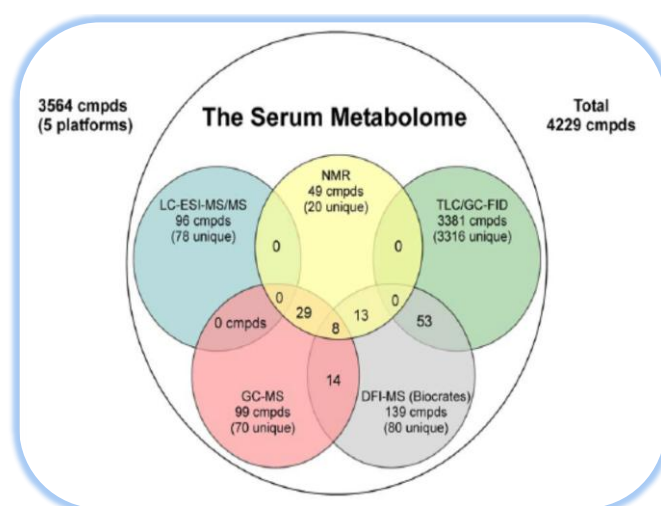 3564 cmpds
(5 platforms)
The Serum Metabolome
Total
4229 cmpds
LC-ESI-MS/MS
96 cmpds
(78 unique)
NMR
49 cmpds
(20 unique)
TLC/GC-FID
3381 cmpds
(3316 unique)
0
0
0
29
8
13
0
53
0 cmpds
14
GC-MS
99 cmpds
(70 unique)
DFI-MS (Biocrates)
139 cmpds
(80 unique)